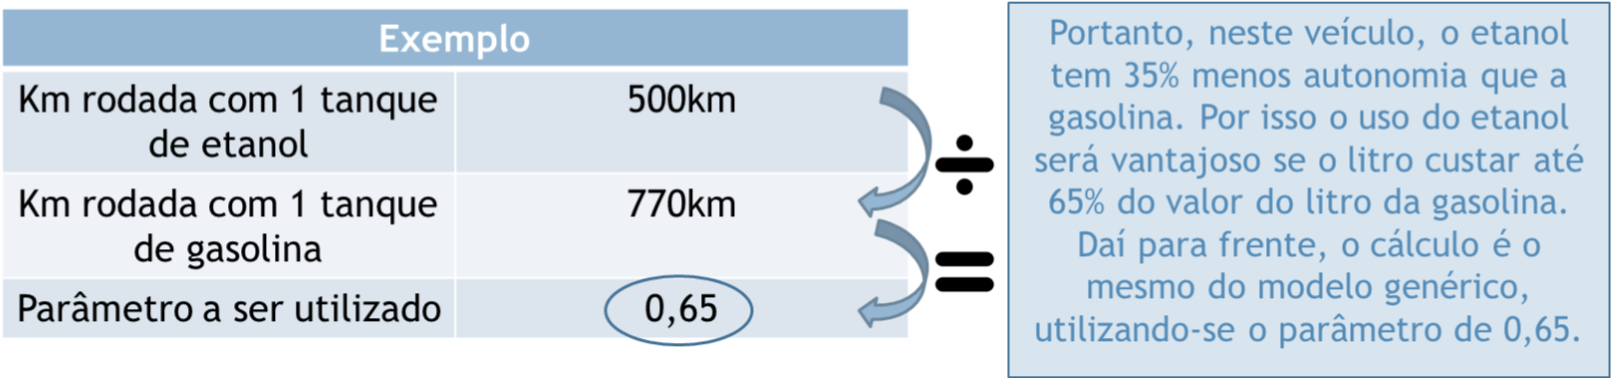 Exemplo
Km rodada com 1 tanque
de etanol
500km
Km rodada com 1 tanque
de gasolina
770km
Parâmetro a ser utilizado
0,65
÷
=
Portanto, neste veículo, o etanol
tem 35% menos autonomia que a
gasolina. Por isso o uso do etanol
será vantajoso se o litro custar até
65% do valor do litro da gasolina.
Daí para frente, o cálculo é o
mesmo do modelo genérico,
utilizando-se o parâmetro de 0,65.